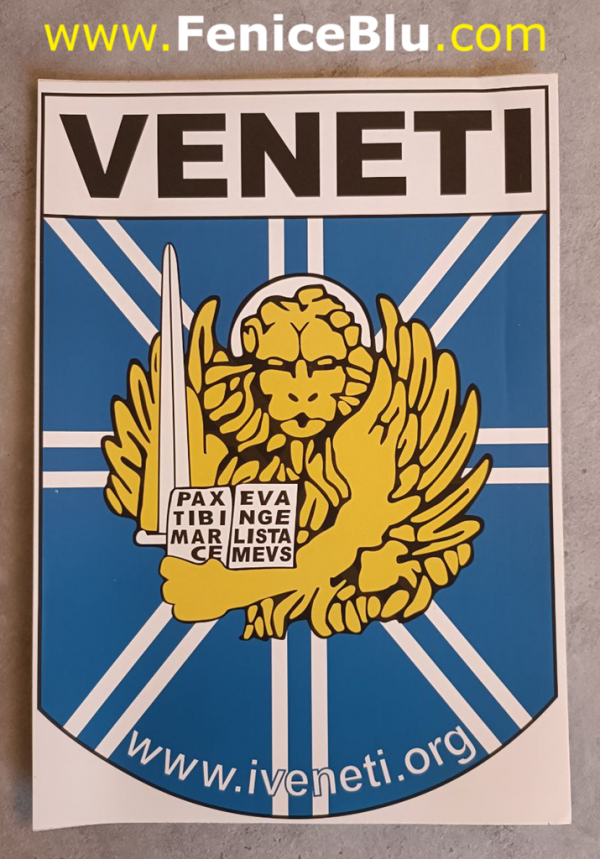 www.FeniceBlu.com
VENETI
PAX
TIBI
MAR
CE
EVA
NGE
LISTA
MEVS
www.iveneti.org